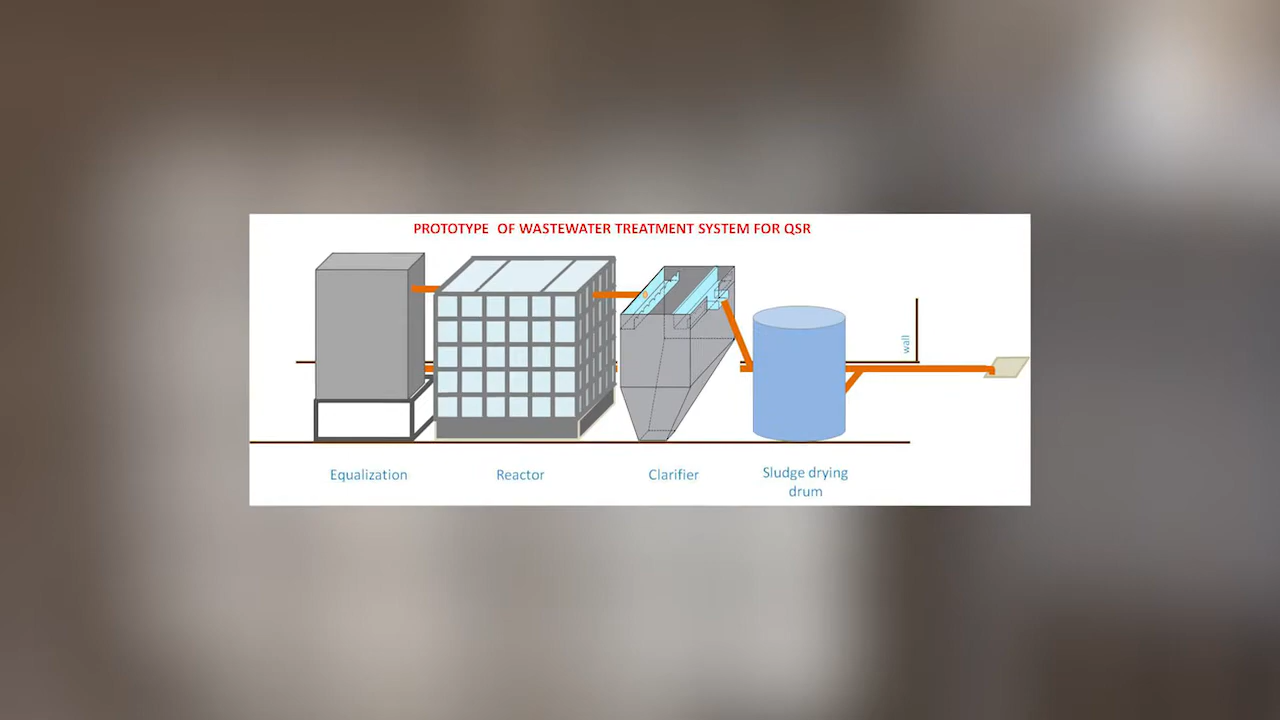 PROTOTYPE OF WASTEWATER TREATMENT SYSTEM FOR QSR
wall
Equalization
Reactor
Clarifier
Sludge drying
drum